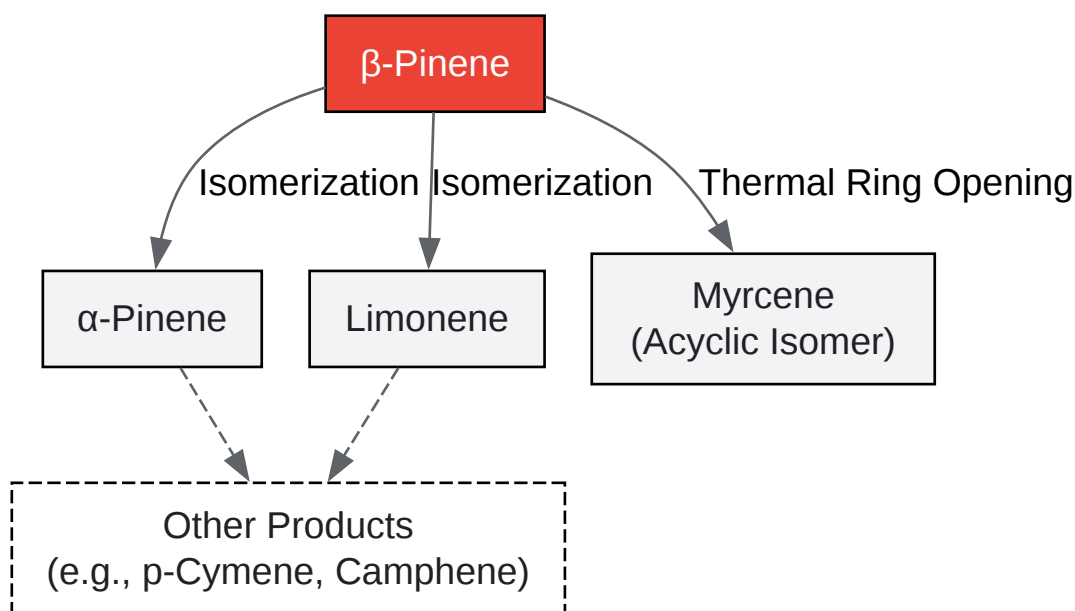 β-Pinene
Isomerization
Isomerization
Thermal Ring Opening
α-Pinene
Limonene
Myrcene
(Acyclic Isomer)
Other Products
(e.g., p-Cymene, Camphene)